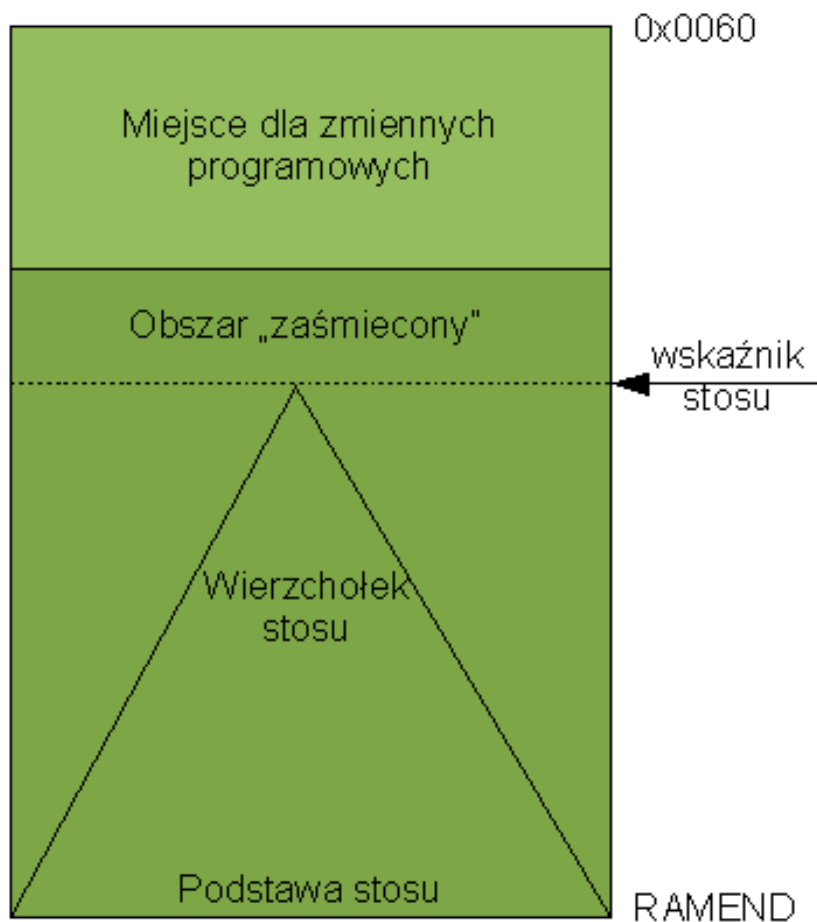 0x0060
Miejsce dla zmiennych
programowych
Obszar „zaśmiecony"
wskaźnik
stosu
Wierzchołek
stosu
Podstawa stosu
RAMEND